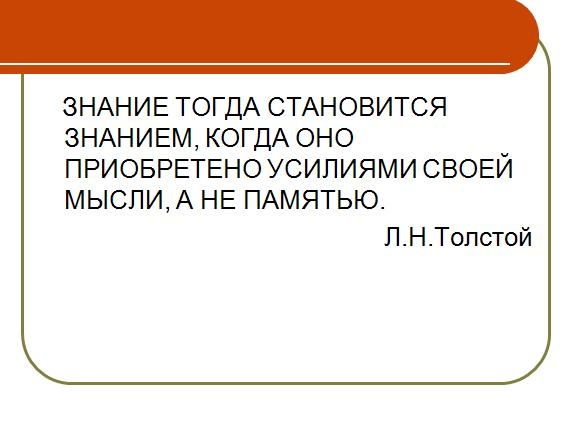 ЗНАНИЕ ТОГДА СТАНОВИТСЯ
ЗНАНИЕМ, КОГДА ОНО
ПРИОБРЕТЕНО УСИЛИЯМИ СВОЕЙ
МЫСЛИ, А НЕ ПАМЯТЬЮ.
Л.Н.Толстой